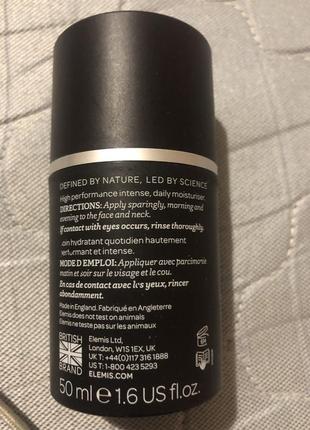 DEFINED BY NATURE, LED BY SCIENCE
High performance intense, daily moisturiser.
DIRECTIONS: Apply sparingly, morning and
evening to the face and neck.
If contact with eyes occurs, rinse thoroughly.
Soin hydratant quotidien hautement
performant et intense.
MODE D'EMPLOI: Appliquer avec parcimonie
matin et soir sur le visage et le cou.
En cas de contact avec les yeux, rincer
abondamment.
Made in England. Fabriqué en Angleterre
Elemis does not test on animals
Elemis ne teste pas sur les animaux
BRITISH
BRAND
Elemis Ltd,
London, W1S 1EX, UK
UK T: +44(0)117 316 1888
US T: 1-800 423 5293
ELEMIS.COM
50 ml e 1.6 US fl.oz.